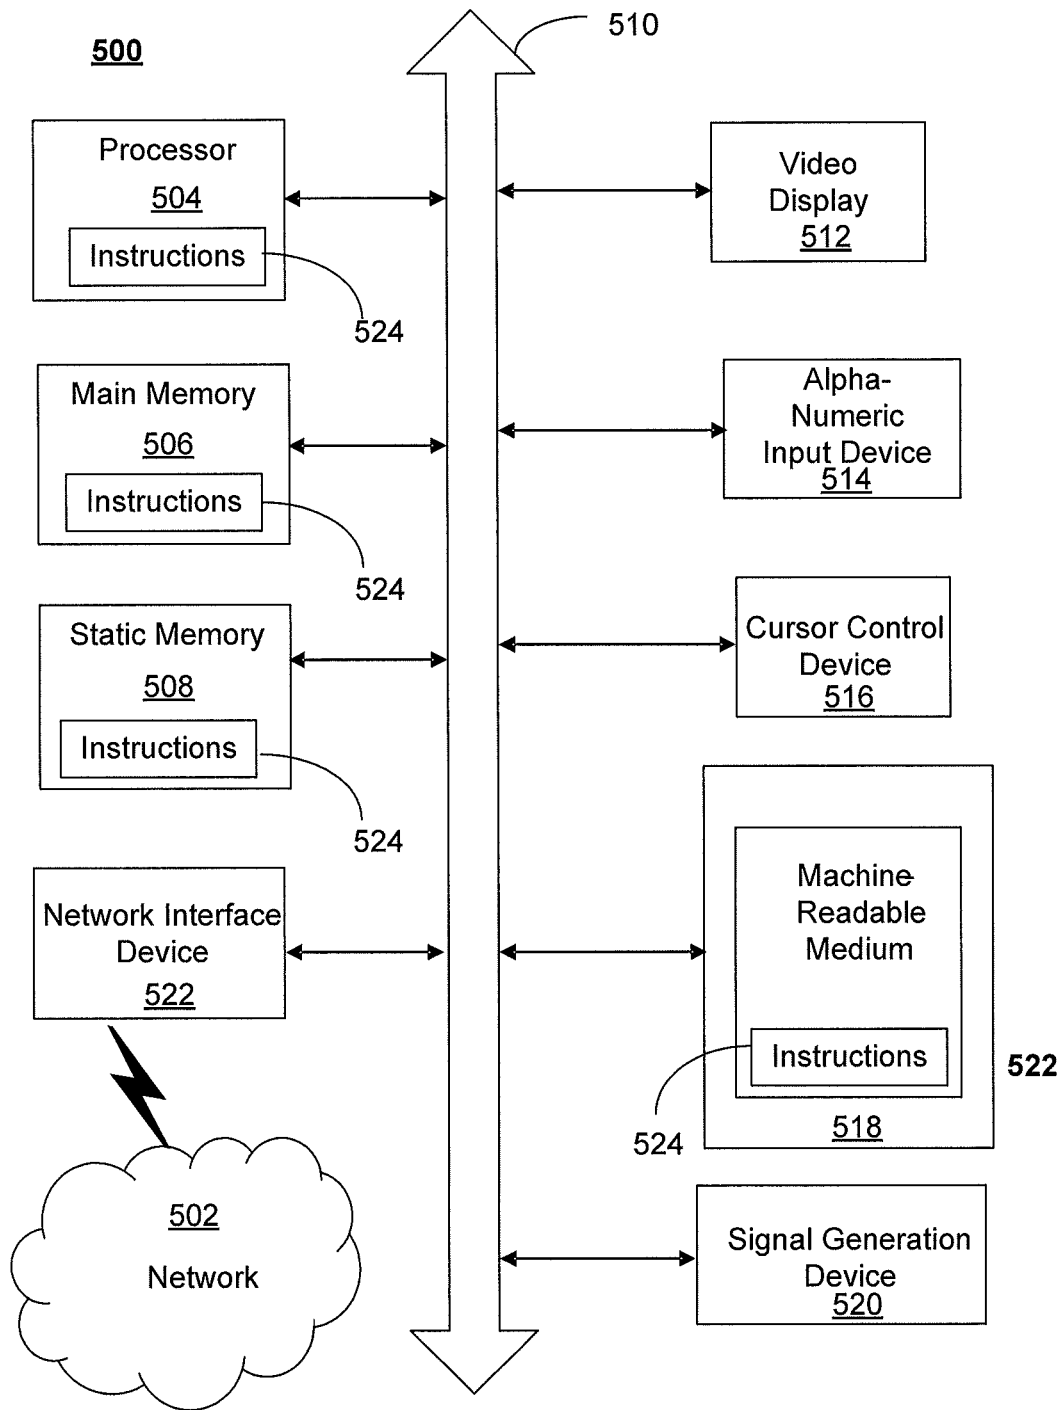 500
510
Processor
504
Instructions
524
Main Memory
506
Instructions
524
Static Memory
508
Instructions
524
Network Interface
Device
522
502
Network
Video
Display
512
Alpha-
Numeric
Input Device
514
Cursor Control
Device
516
Machine-
Readable
Medium
Instructions
524
518
522
Signal Generation
Device
520